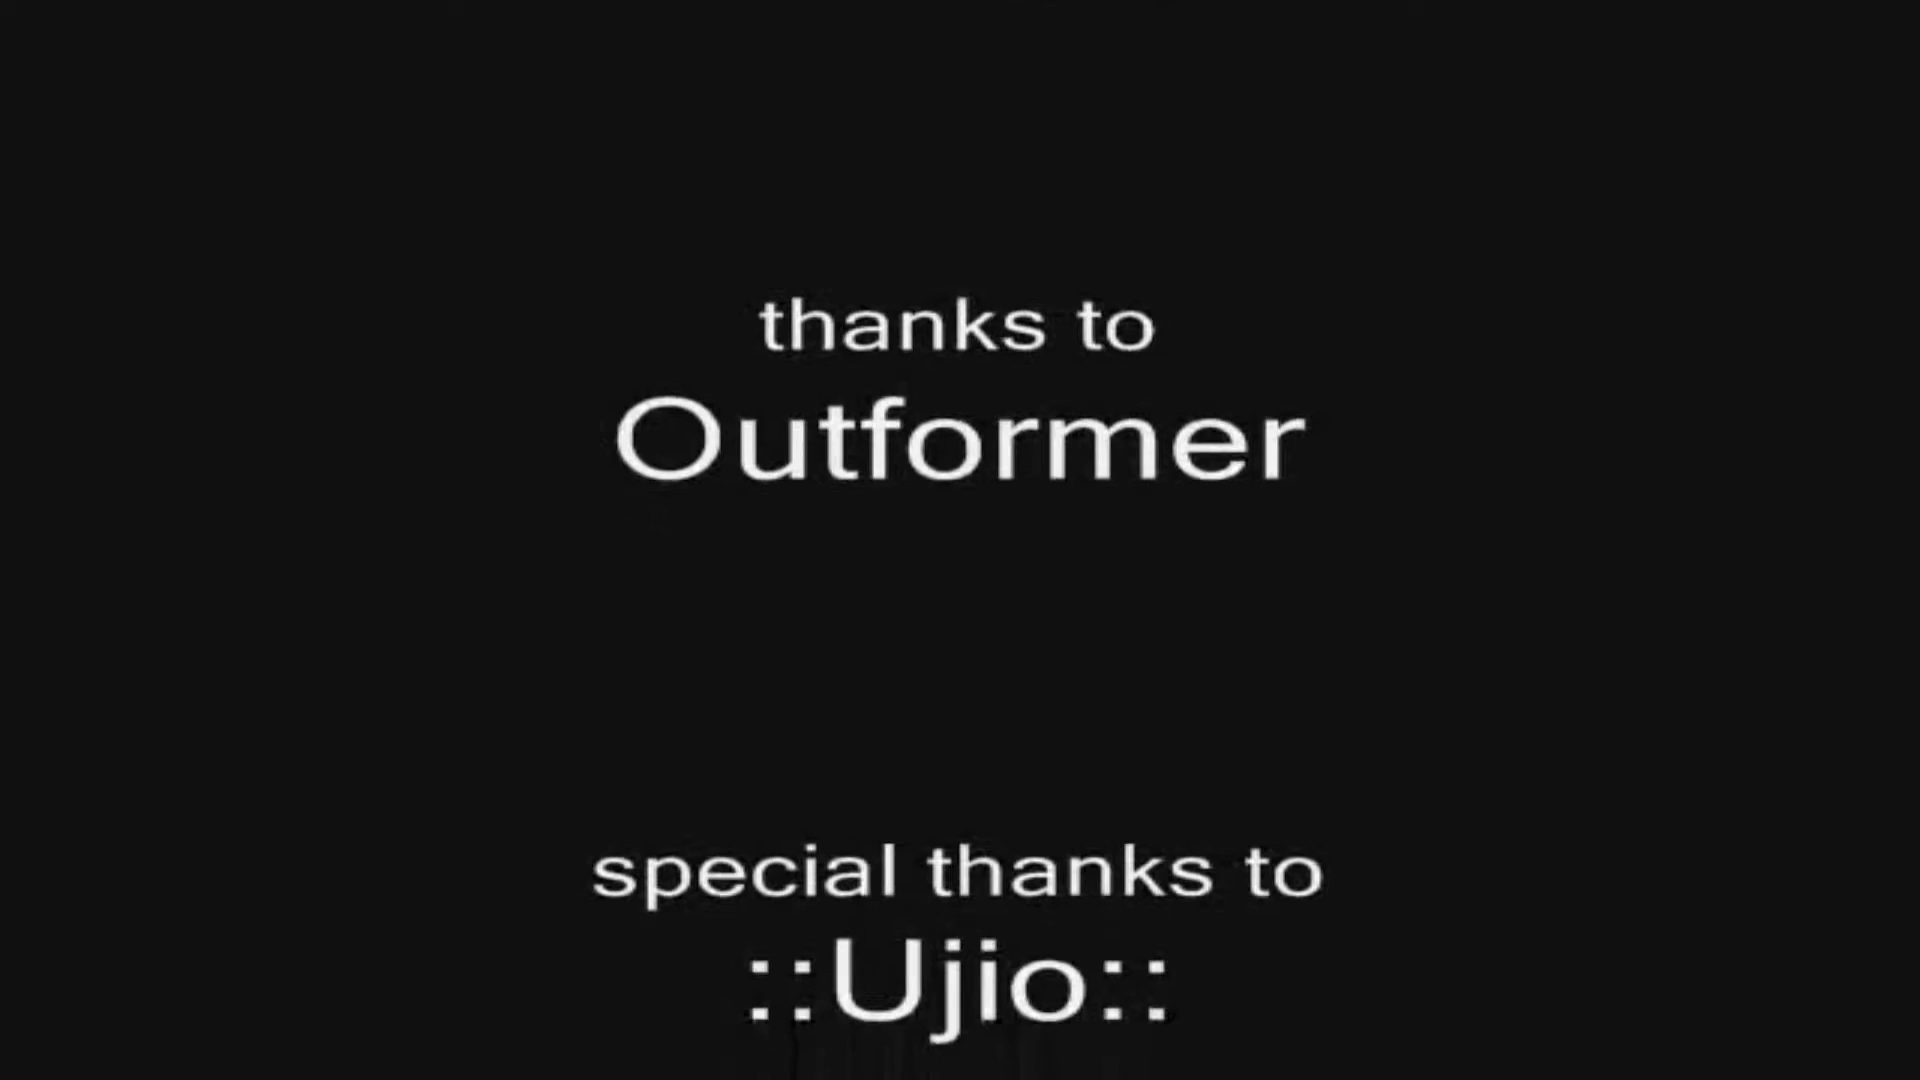 thanks to
Outformer
special thanks to
::Ujio::